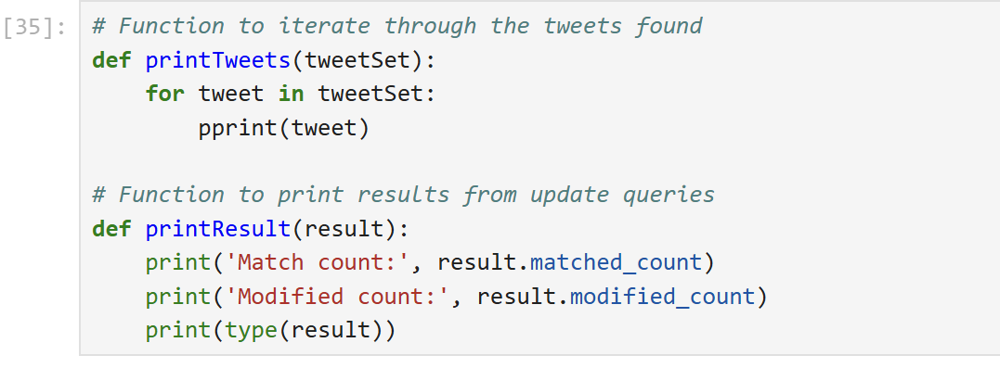 [35]: # Function to iterate through the tweets found
def printTweets(tweetSet):
    for tweet in tweetSet:
        pprint(tweet)

# Function to print results from update queries
def printResult(result):
    print('Match count:', result.matched_count)
    print('Modified count:', result.modified_count)
    print(type(result))